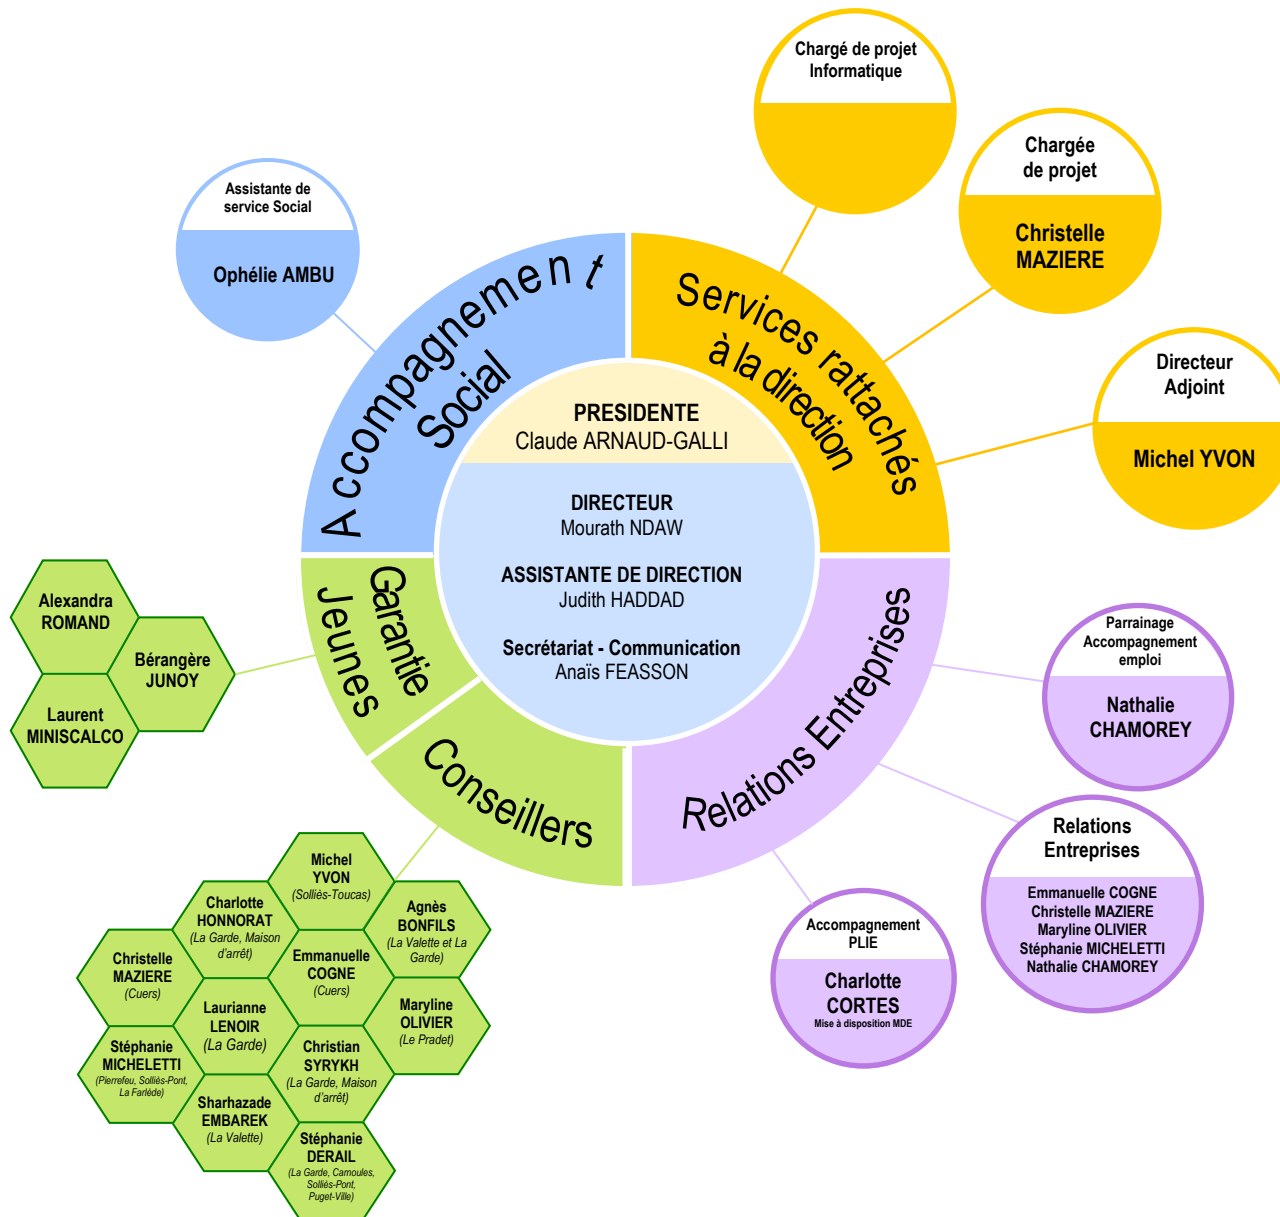 Chargé de projet
Informatique
Chargée
de projet
Christelle
MAZIERE
Directeur
Adjoint
Michel YVON
Assistante de
service Social
Ophélie AMBU
Accompagnement
Social
Services rattachés
à la direction
PRESIDENTE
Claude ARNAUD-GALLI
DIRECTEUR
Mourath NDAW
ASSISTANTE DE DIRECTION
Judith HADDAD
Secrétariat - Communication
Anaïs FEASSON
Garantie
Jeunes
Conseillers
Relations Entreprises
Alexandra
ROMAND
Bérangère
JUNOY
Laurent
MINISCALCO
Parrainage
Accompagnement
emploi
Nathalie
CHAMOREY
Relations
Entreprises
Emmanuelle COGNE
Christelle MAZIERE
Maryline OLIVIER
Stéphanie MICHELETTI
Nathalie CHAMOREY
Accompagnement
PLIE
Charlotte
CORTES
Mise à disposition MDE
Michel
YVON
(Solliès-Toucas)
Charlotte
HONNORAT
(La Garde, Maison
d'arrêt)
Agnès
BONFILS
(La Valette et La
Garde)
Christelle
MAZIERE
(Cuers)
Emmanuelle
COGNE
(Cuers)
Laurianne
LENOIR
(La Garde)
Maryline
OLIVIER
(Le Pradet)
Stéphanie
MICHELETTI
(Pierrefeu, Solliès-Pont,
La Farlède)
Christian
SYRYKH
(La Garde, Maison
d'arrêt)
Sharhazade
EMBAREK
(La Valette)
Stéphanie
DERAIL
(La Garde, Carnoules,
Solliès-Pont,
Puget-Ville)